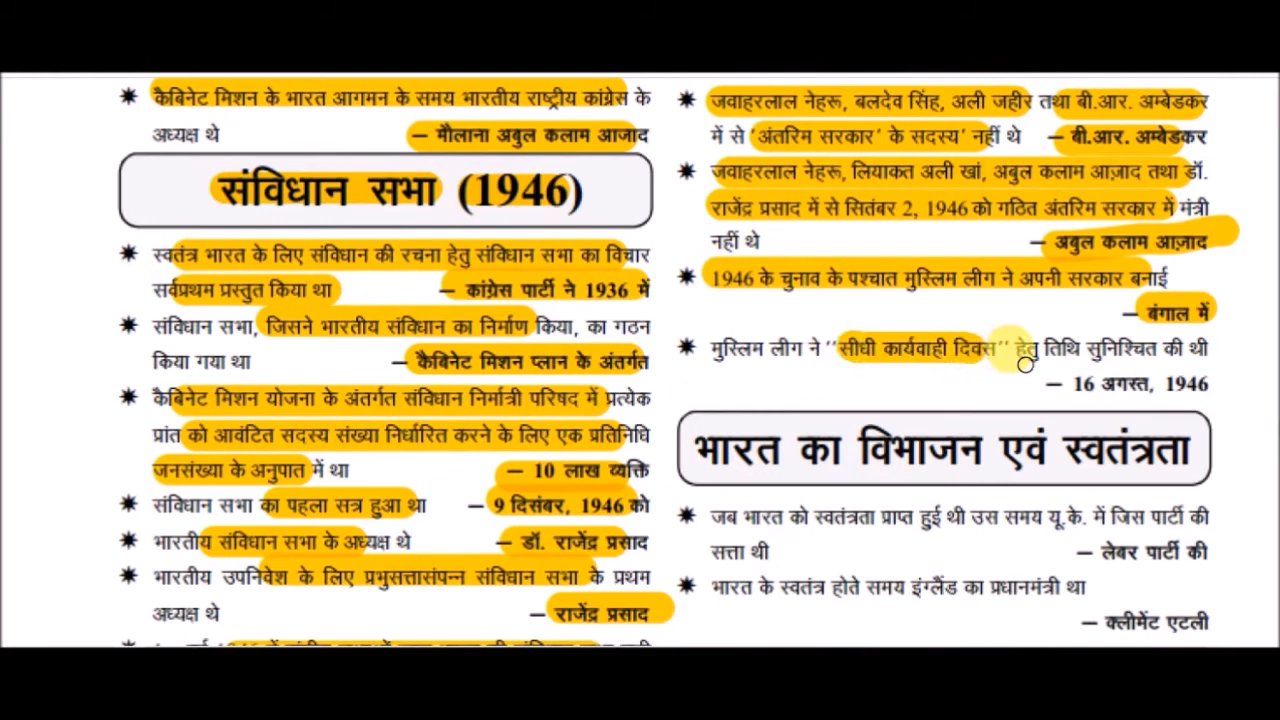 कैबिनेट मिशन के भारत आगमन के समय भारतीय राष्ट्रीय कांग्रेस के
अध्यक्ष थे — मौलाना अबुल कलाम आजाद
संविधान सभा (1946)
स्वतंत्र भारत के लिए संविधान की रचना हेतु संविधान सभा का विचार
सर्वप्रथम प्रस्तुत किया था — कांग्रेस पार्टी ने 1936 में
संविधान सभा, जिसने भारतीय संविधान का निर्माण किया, का गठन
किया गया था — कैबिनेट मिशन प्लान के अंतर्गत
कैबिनेट मिशन योजना के अंतर्गत संविधान निर्मात्री परिषद में प्रत्येक
प्रांत को आवंटित सदस्य संख्या निर्धारित करने के लिए एक प्रतिनिधि
जनसंख्या के अनुपात में था — 10 लाख व्यक्ति
संविधान सभा का पहला सत्र हुआ था — 9 दिसंबर, 1946 को
भारतीय संविधान सभा के अध्यक्ष थे — डॉ. राजेंद्र प्रसाद
भारतीय उपनिवेश के लिए प्रभुसत्तासंपन्न संविधान सभा के प्रथम
अध्यक्ष थे — राजेंद्र प्रसाद
जवाहरलाल नेहरू, बलदेव सिंह, अली जहीर तथा बी.आर. अम्बेडकर
में से 'अंतरिम सरकार' के सदस्य' नहीं थे — बी.आर. अम्बेडकर
जवाहरलाल नेहरू, लियाकत अली खां, अबुल कलाम आज़ाद तथा डॉ.
राजेंद्र प्रसाद में से सितंबर 2, 1946 को गठित अंतरिम सरकार में मंत्री
नहीं थे — अबुल कलाम आज़ाद
1946 के चुनाव के पश्चात मुस्लिम लीग ने अपनी सरकार बनाई
— बंगाल में
मुस्लिम लीग ने ''सीधी कार्यवाही दिवस'' हेतु तिथि सुनिश्चित की थी
— 16 अगस्त, 1946
भारत का विभाजन एवं स्वतंत्रता
जब भारत को स्वतंत्रता प्राप्त हुई थी उस समय यू.के. में जिस पार्टी की
सत्ता थी — लेबर पार्टी की
भारत के स्वतंत्र होते समय इंग्लैंड का प्रधानमंत्री था
— क्लीमेंट एटली